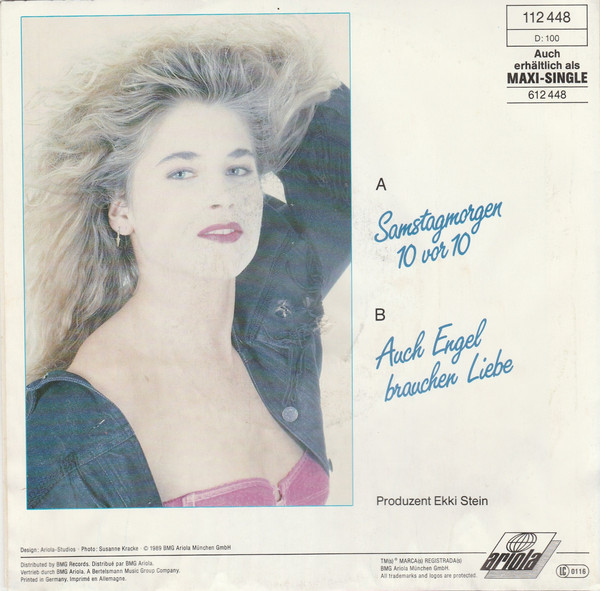 112 448
D: 100
Auch
erhältlich als
MAXI-SINGLE
612 448
A
Samstagmorgen
10 vor 10
B
Auch Engel
brauchen Liebe
Produzent Ekki Stein
Design: Ariola-Studios · Photo: Susanne Kracke · © 1989 BMG Ariola München GmbH
Distributed by BMG Records. Distribué par BMG Ariola.
Vertrieb durch BMG Ariola. A Bertelsmann Music Group Company.
Printed in Germany. Imprimé en Allemagne.
TM(s) ® MARCA(s) REGISTRADA(s)
BMG Ariola München GmbH.
All trademarks and logos are protected.
ariola
LC 0116